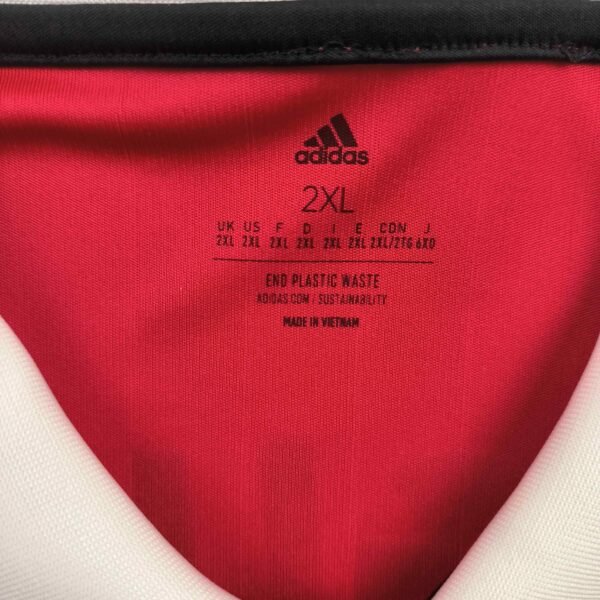 adidas
2XL
UK US F D I E CDN J
2XL 2XL 2XL 2XL 2XL 2XL 2XL/2TG 6XO
END PLASTIC WASTE
ADIDAS.COM / SUSTAINABILITY
MADE IN VIETNAM